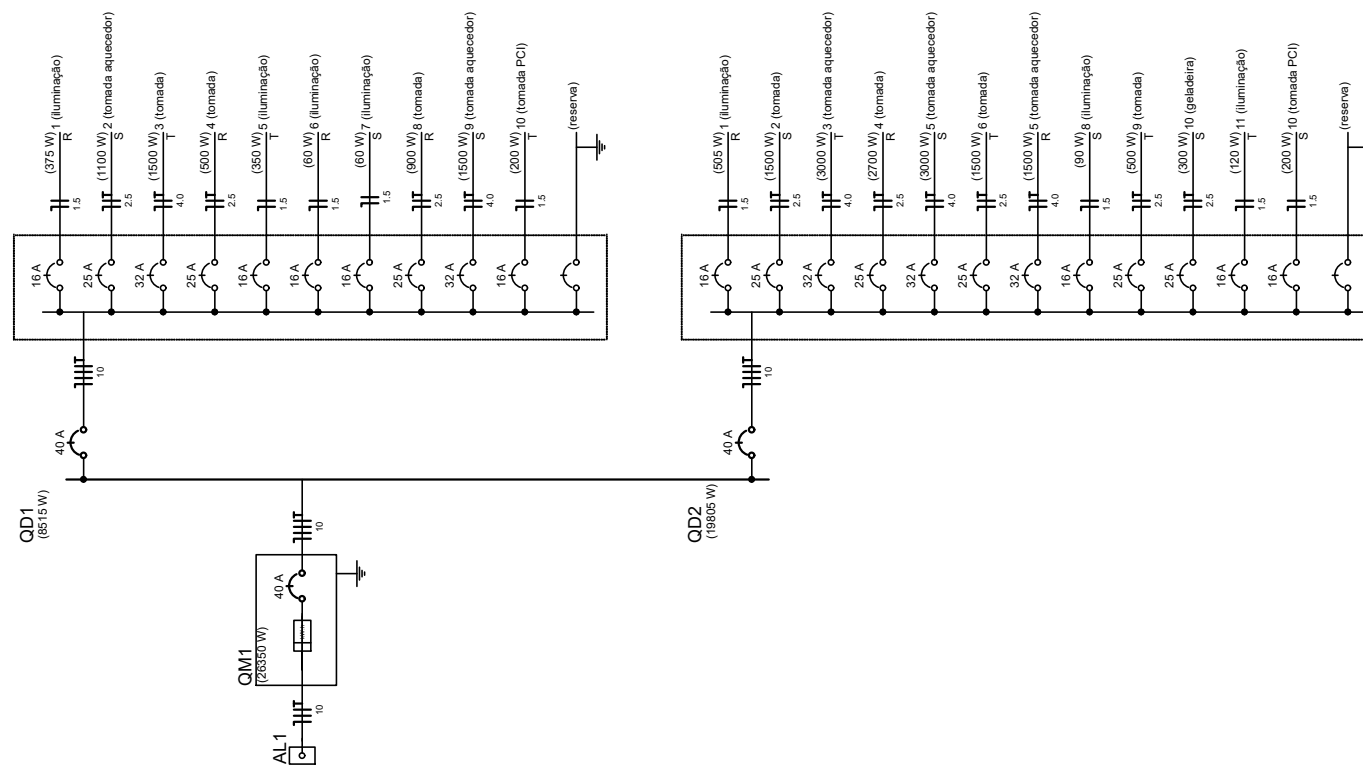 (375 W) 1 (iluminação)
R
(1100 W) 2 (tomada aquecedor)
S
(1500 W) 3 (tomada)
T
(500 W) 4 (tomada)
R
(350 W) 5 (iluminação)
T
(60 W) 6 (iluminação)
R
(60 W) 7 (iluminação)
S
(900 W) 8 (tomada)
R
(1500 W) 9 (tomada aquecedor)
S
(200 W) 10 (tomada PCI)
T
(reserva)
1.5
2.5
4.0
2.5
1.5
1.5
1.5
2.5
4.0
1.5
16 A
25 A
32 A
25 A
16 A
16 A
16 A
25 A
32 A
16 A
10
40 A
QD1
(8515 W)
(505 W) 1 (iluminação)
R
(1500 W) 2 (tomada)
S
(3000 W) 3 (tomada aquecedor)
T
(2700 W) 4 (tomada)
R
(3000 W) 5 (tomada aquecedor)
S
(1500 W) 6 (tomada)
T
(1500 W) 5 (tomada aquecedor)
R
(90 W) 8 (iluminação)
S
(500 W) 9 (tomada)
T
(300 W) 10 (geladeira)
S
(120 W) 11 (iluminação)
T
(200 W) 10 (tomada PCI)
S
(reserva)
1.5
2.5
4.0
2.5
4.0
2.5
4.0
1.5
2.5
2.5
1.5
1.5
16 A
25 A
32 A
25 A
32 A
25 A
32 A
16 A
25 A
25 A
16 A
16 A
10
40 A
QD2
(19805 W)
10
40 A
QM1
(26350 W)
10
AL1